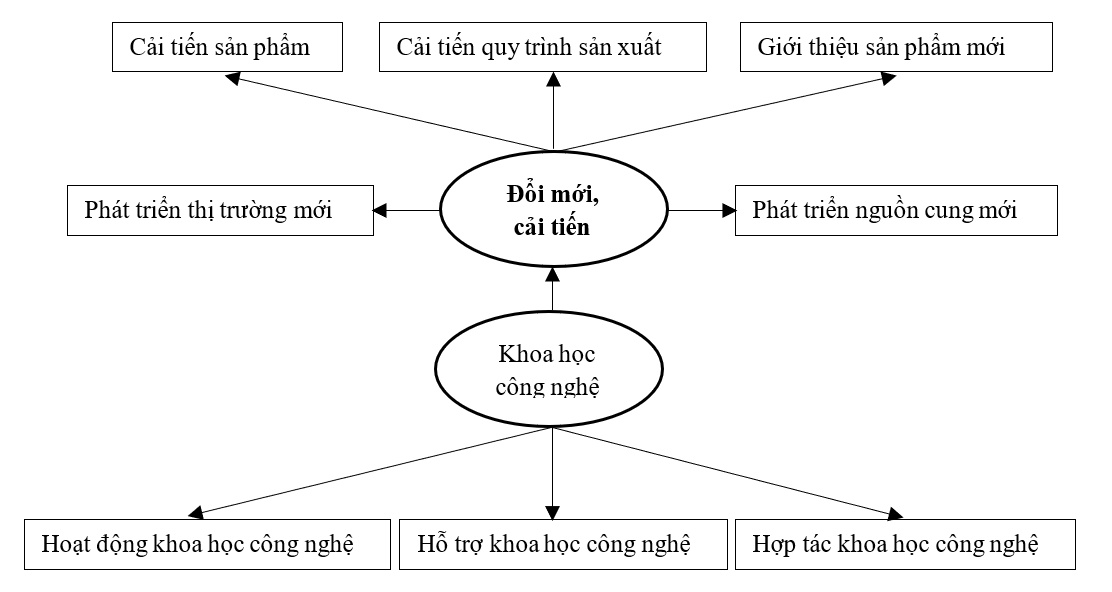 Cải tiến sản phẩm
Cải tiến quy trình sản xuất
Giới thiệu sản phẩm mới
Đổi mới,
cải tiến
Phát triển thị trường mới
Phát triển nguồn cung mới
Khoa học
công nghệ
Hoạt động khoa học công nghệ
Hỗ trợ khoa học công nghệ
Hợp tác khoa học công nghệ